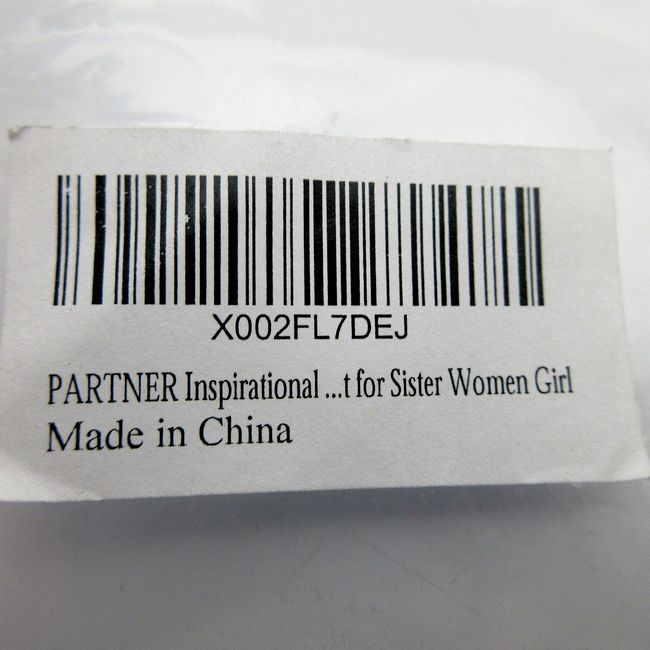 X002FL7DEJ
PARTNER Inspirational ...t for Sister Women Girl
Made in China